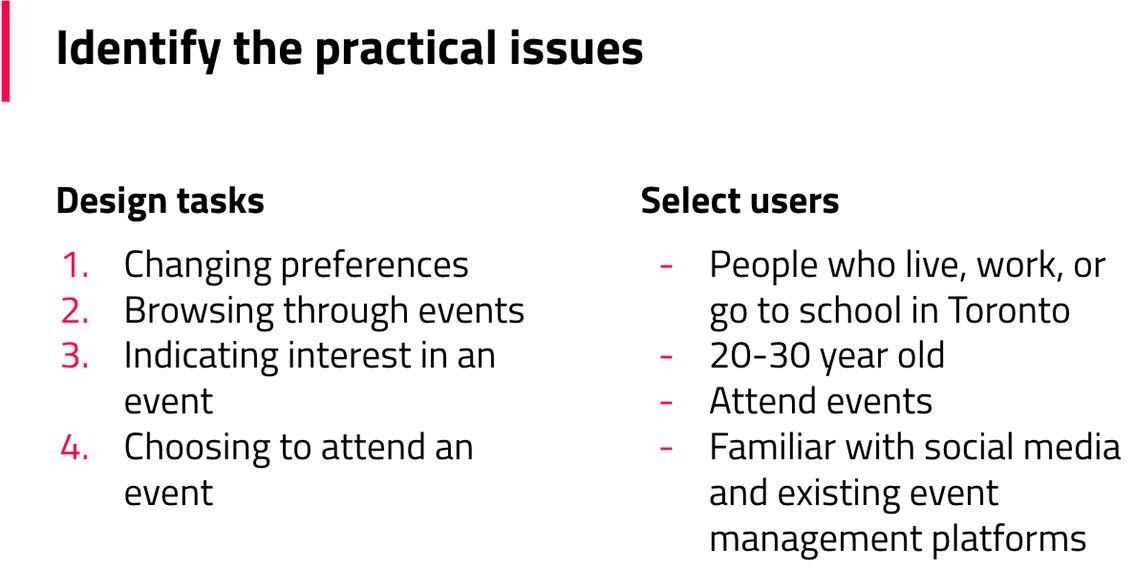 Identify the practical issues
Design tasks
1. Changing preferences
2. Browsing through events
3. Indicating interest in an
event
4. Choosing to attend an
event
Select users
- People who live, work, or
go to school in Toronto
- 20-30 year old
- Attend events
- Familiar with social media
and existing event
management platforms